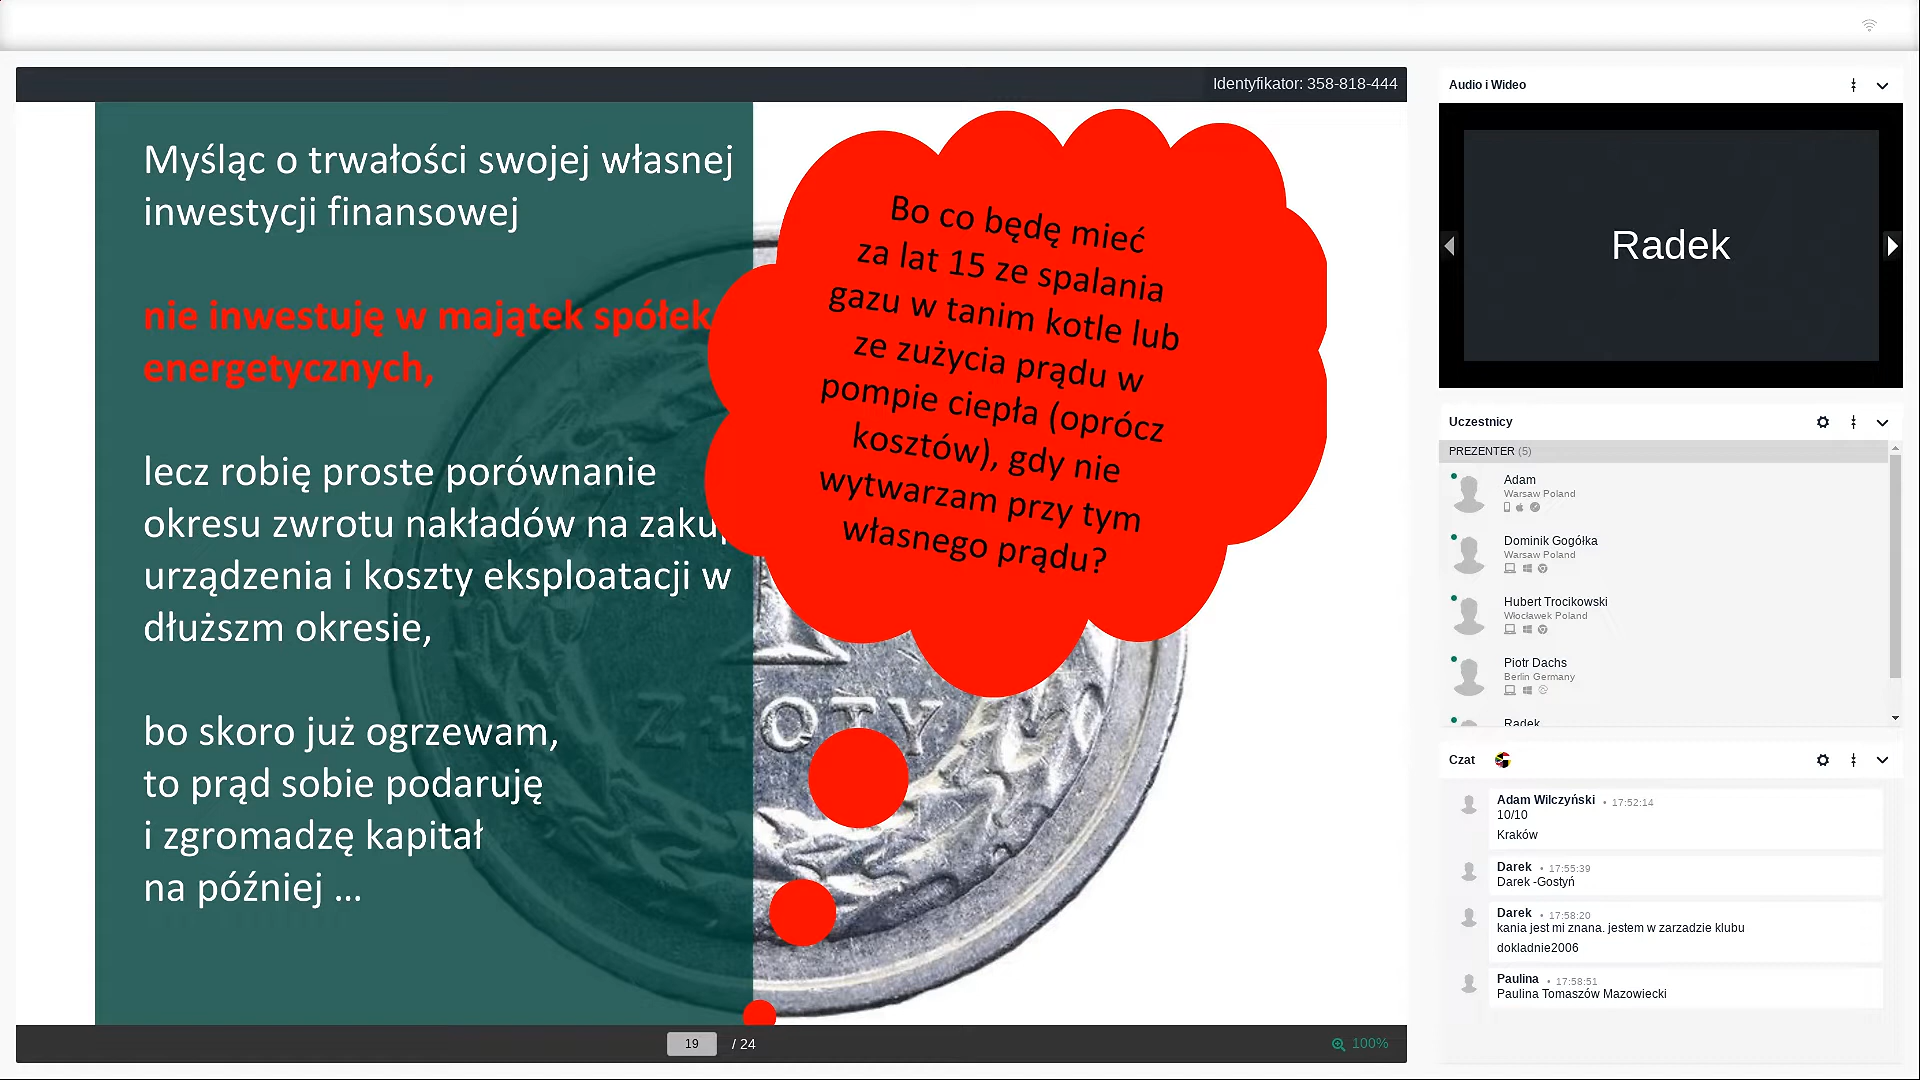 Identyfikator: 358-818-444
Myśląc o trwałości swojej własnej
inwestycji finansowej
nie inwestuję w majątek spółek
energetycznych,
lecz robię proste porównanie
okresu zwrotu nakładów na
urządzenia i koszty eksploatacji w
dłuższm okresie,
bo skoro już ogrzewam,
to prąd sobie podaruję
i zgromadzę kapitał
na później ...
Bo co będę mieć
za lat 15 ze spalania
gazu w tanim kotle lub
ze zużycia prądu w
pompie ciepła (oprócz
kosztów), gdy nie
wytwarzam przy tym
własnego prądu?
ZŁOTY
19 / 24
100%
Audio i Wideo
Radek
Uczestnicy
PREZENTER (5)
Adam
Warsaw Poland
Dominik Gogółka
Warsaw Poland
Hubert Trocikowski
Włocławek Poland
Piotr Dachs
Berlin Germany
Radek
Czat
Adam Wilczyński • 17:52:14
10/10
Kraków
Darek • 17:55:39
Darek -Gostyń
Darek • 17:58:20
kania jest mi znana. jestem w zarzadzie klubu
dokladnie2006
Paulina • 17:58:51
Paulina Tomaszów Mazowiecki